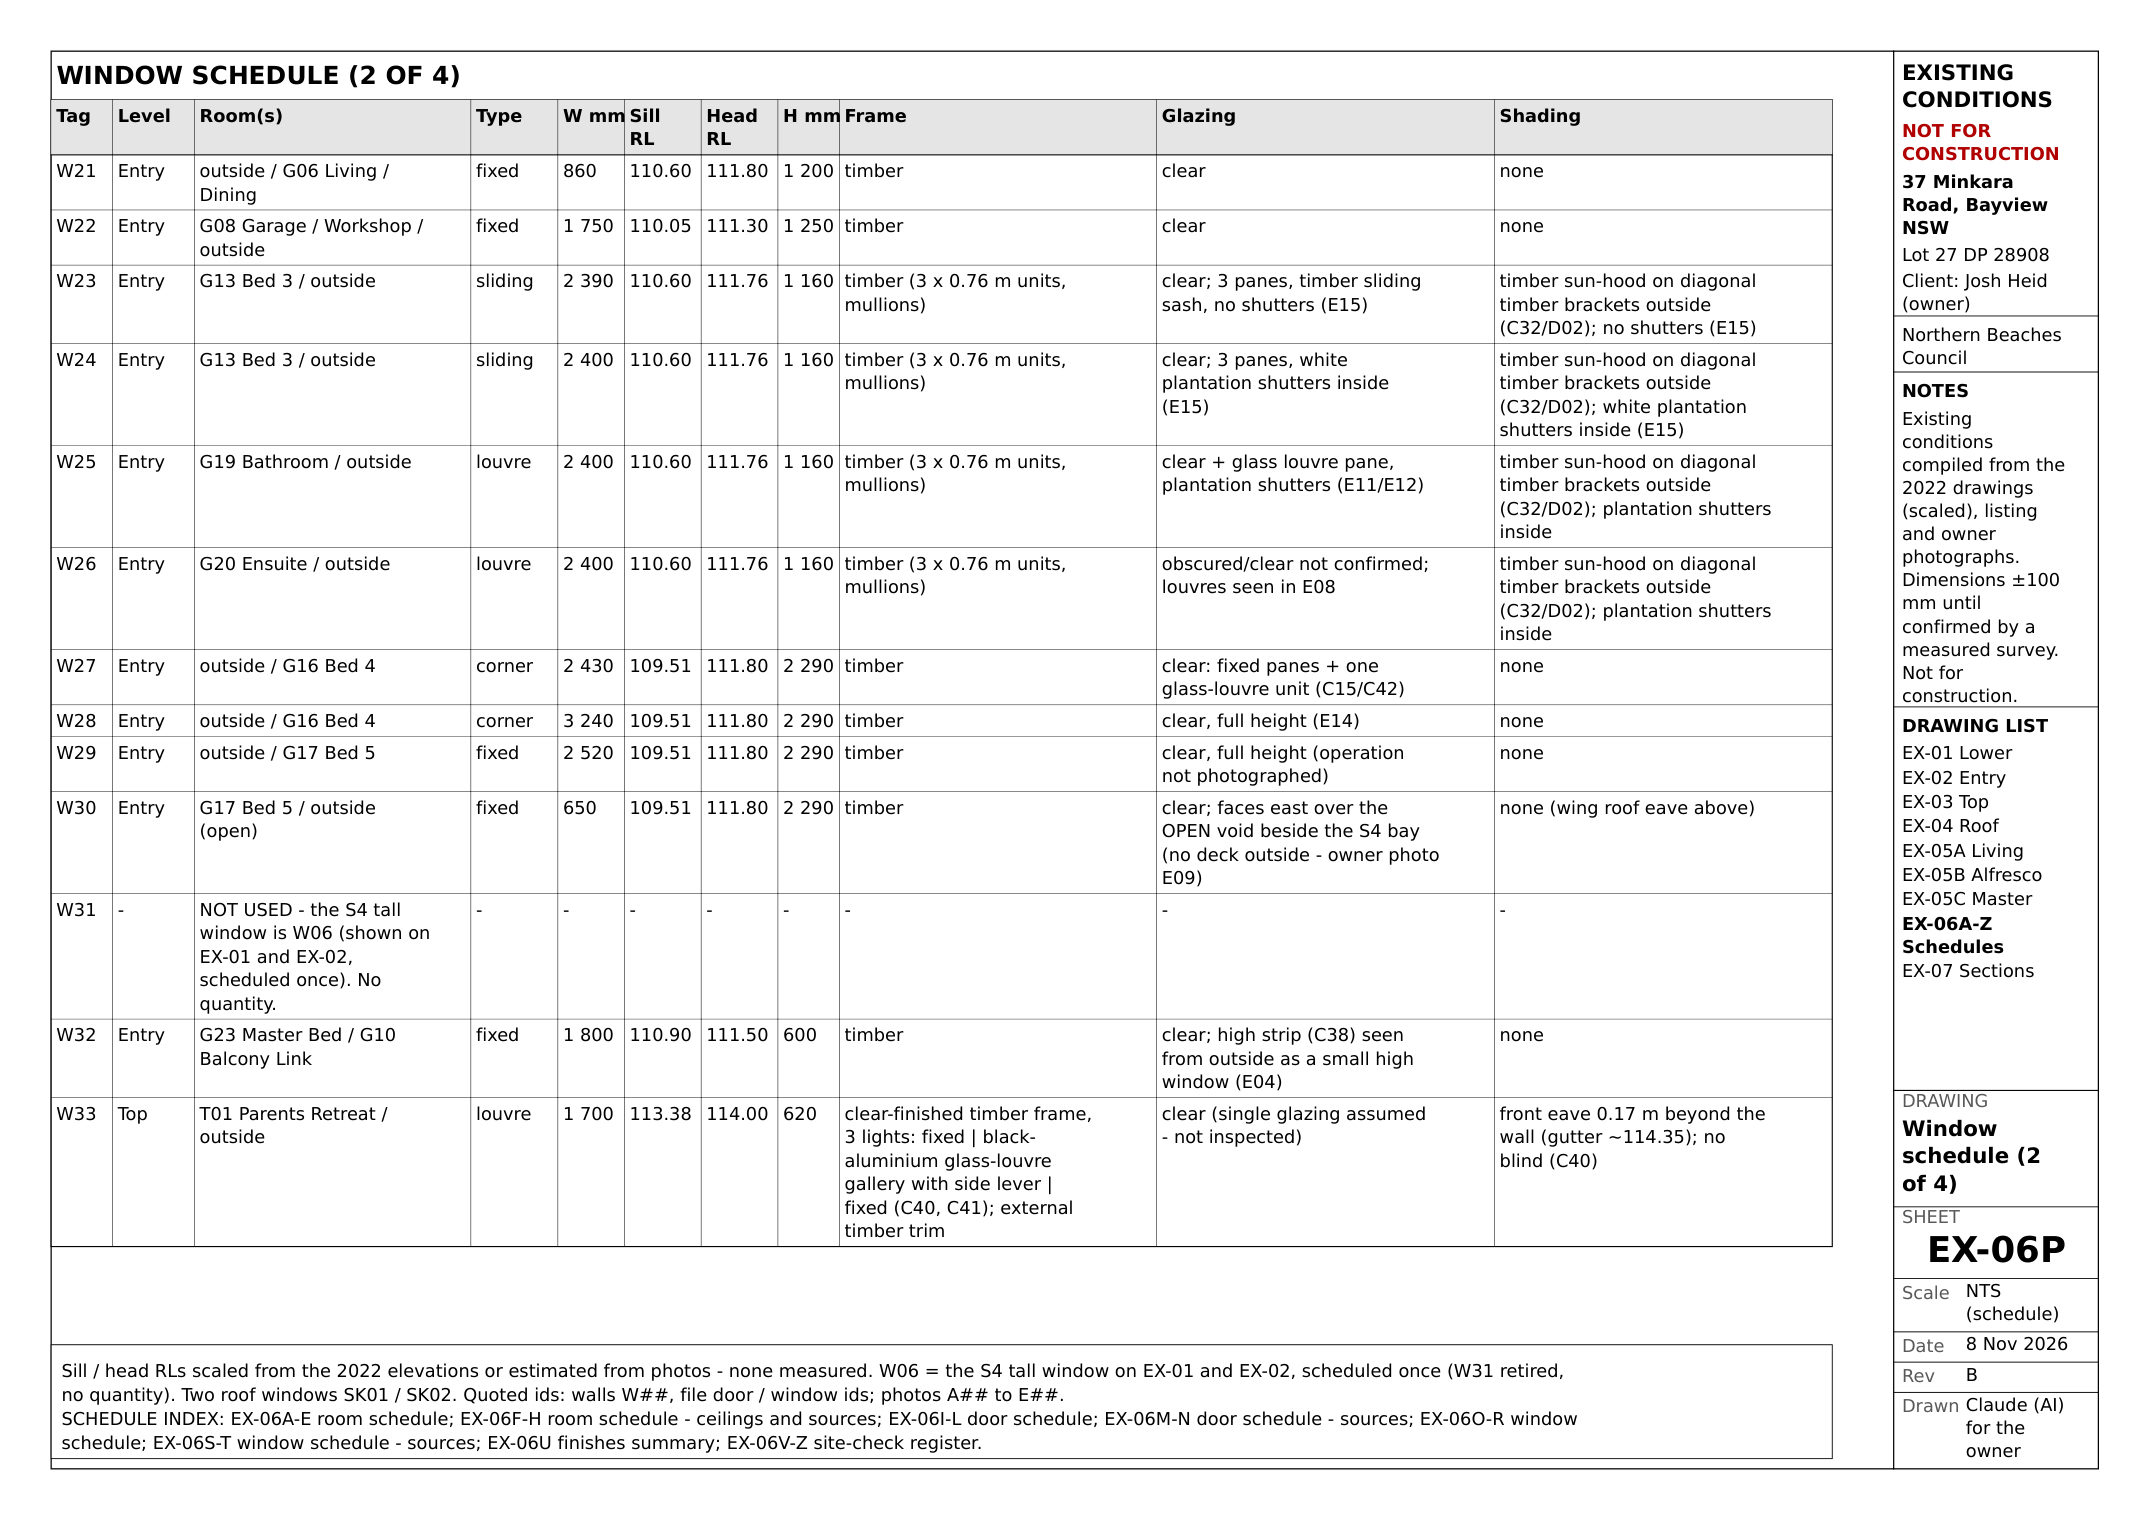 WINDOW SCHEDULE (2 OF 4)
Tag Level Room(s) Type W mm Sill RL Head RL H mm Frame Glazing Shading
W21 Entry outside / G06 Living / Dining fixed 860 110.60 111.80 1 200 timber clear none
W22 Entry G08 Garage / Workshop / outside fixed 1 750 110.05 111.30 1 250 timber clear none
W23 Entry G13 Bed 3 / outside sliding 2 390 110.60 111.76 1 160 timber (3 x 0.76 m units, mullions) clear; 3 panes, timber sliding sash, no shutters (E15) timber sun-hood on diagonal timber brackets outside (C32/D02); no shutters (E15)
W24 Entry G13 Bed 3 / outside sliding 2 400 110.60 111.76 1 160 timber (3 x 0.76 m units, mullions) clear; 3 panes, white plantation shutters inside (E15) timber sun-hood on diagonal timber brackets outside (C32/D02); white plantation shutters inside (E15)
W25 Entry G19 Bathroom / outside louvre 2 400 110.60 111.76 1 160 timber (3 x 0.76 m units, mullions) clear + glass louvre pane, plantation shutters (E11/E12) timber sun-hood on diagonal timber brackets outside (C32/D02); plantation shutters inside
W26 Entry G20 Ensuite / outside louvre 2 400 110.60 111.76 1 160 timber (3 x 0.76 m units, mullions) obscured/clear not confirmed; louvres seen in E08 timber sun-hood on diagonal timber brackets outside (C32/D02); plantation shutters inside
W27 Entry outside / G16 Bed 4 corner 2 430 109.51 111.80 2 290 timber clear: fixed panes + one glass-louvre unit (C15/C42) none
W28 Entry outside / G16 Bed 4 corner 3 240 109.51 111.80 2 290 timber clear, full height (E14) none
W29 Entry outside / G17 Bed 5 fixed 2 520 109.51 111.80 2 290 timber clear, full height (operation not photographed) none
W30 Entry G17 Bed 5 / outside (open) fixed 650 109.51 111.80 2 290 timber clear; faces east over the OPEN void beside the S4 bay (no deck outside - owner photo E09) none (wing roof eave above)
W31 - NOT USED - the S4 tall window is W06 (shown on EX-01 and EX-02, scheduled once). No quantity. - - - - - - - -
W32 Entry G23 Master Bed / G10 Balcony Link fixed 1 800 110.90 111.50 600 timber clear; high strip (C38) seen from outside as a small high window (E04) none
W33 Top T01 Parents Retreat / outside louvre 1 700 113.38 114.00 620 clear-finished timber frame, 3 lights: fixed | black-aluminium glass-louvre gallery with side lever | fixed (C40, C41); external timber trim clear (single glazing assumed - not inspected) front eave 0.17 m beyond the wall (gutter ~114.35); no blind (C40)
Sill / head RLs scaled from the 2022 elevations or estimated from photos - none measured. W06 = the S4 tall window on EX-01 and EX-02, scheduled once (W31 retired,
no quantity). Two roof windows SK01 / SK02. Quoted ids: walls W##, file door / window ids; photos A## to E##.
SCHEDULE INDEX: EX-06A-E room schedule; EX-06F-H room schedule - ceilings and sources; EX-06I-L door schedule; EX-06M-N door schedule - sources; EX-06O-R window
schedule; EX-06S-T window schedule - sources; EX-06U finishes summary; EX-06V-Z site-check register.
EXISTING
CONDITIONS
NOT FOR
CONSTRUCTION
37 Minkara
Road, Bayview
NSW
Lot 27 DP 28908
Client: Josh Heid
(owner)
Northern Beaches
Council
NOTES
Existing
conditions
compiled from the
2022 drawings
(scaled), listing
and owner
photographs.
Dimensions ±100
mm until
confirmed by a
measured survey.
Not for
construction.
DRAWING LIST
EX-01 Lower
EX-02 Entry
EX-03 Top
EX-04 Roof
EX-05A Living
EX-05B Alfresco
EX-05C Master
EX-06A-Z
Schedules
EX-07 Sections
DRAWING
Window
schedule (2
of 4)
SHEET
EX-06P
Scale NTS
(schedule)
Date 8 Nov 2026
Rev B
Drawn Claude (AI)
for the
owner